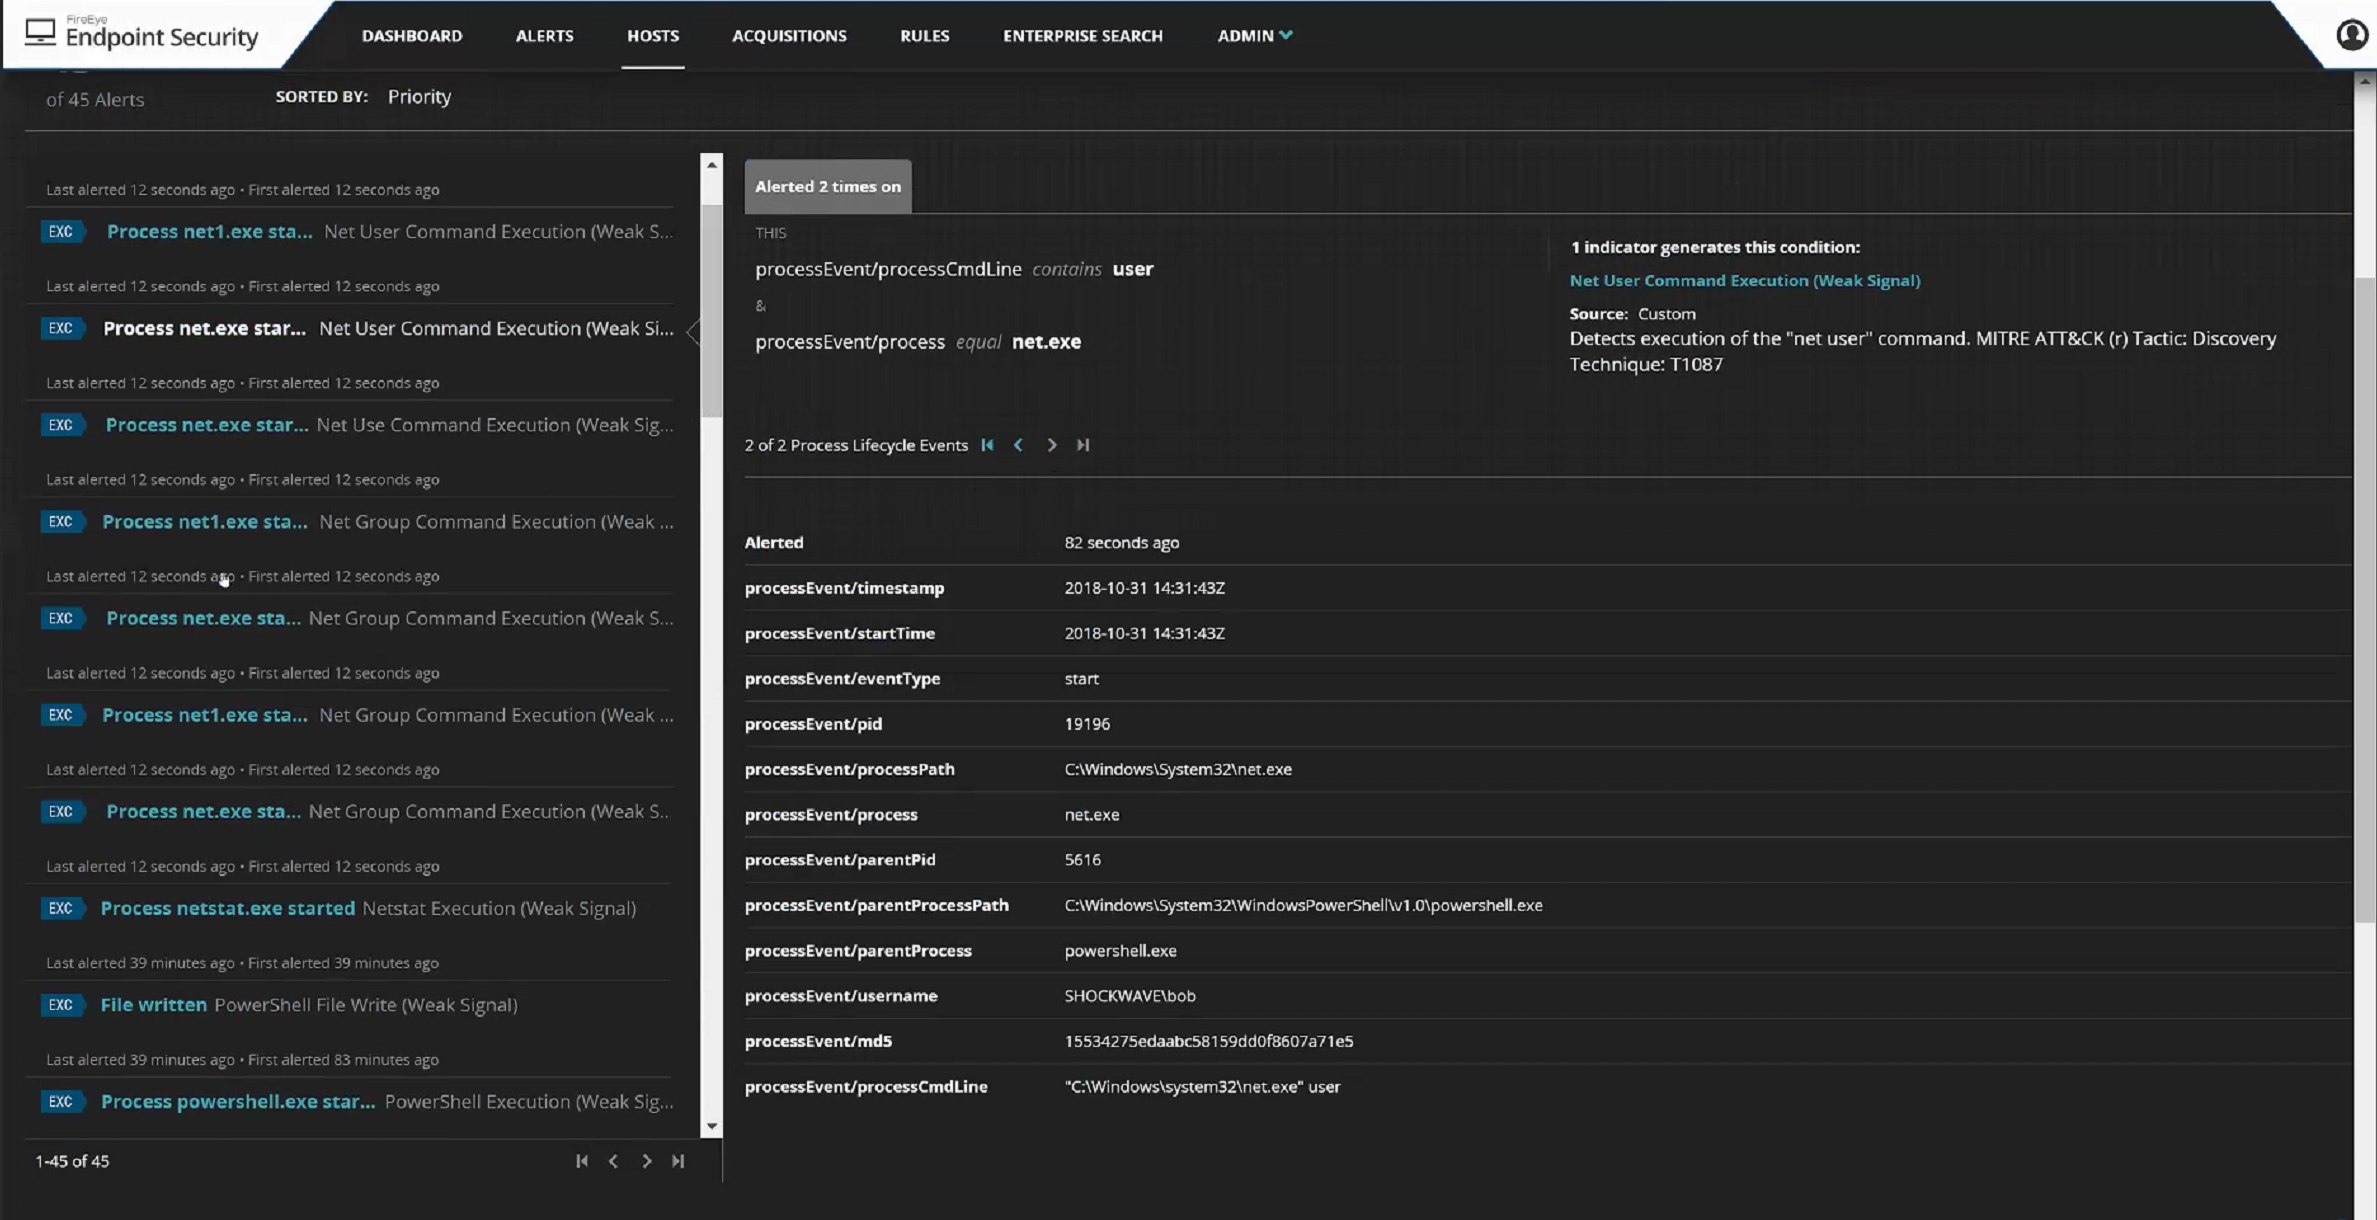 FireEye
Endpoint Security
DASHBOARD
ALERTS
HOSTS
ACQUISITIONS
RULES
ENTERPRISE SEARCH
ADMIN
of 45 Alerts
SORTED BY: Priority
Last alerted 12 seconds ago • First alerted 12 seconds ago
EXC Process net1.exe sta... Net User Command Execution (Weak S...
Last alerted 12 seconds ago • First alerted 12 seconds ago
EXC Process net.exe star... Net User Command Execution (Weak Si...
Last alerted 12 seconds ago • First alerted 12 seconds ago
EXC Process net.exe star... Net Use Command Execution (Weak Sig...
Last alerted 12 seconds ago • First alerted 12 seconds ago
EXC Process net1.exe sta... Net Group Command Execution (Weak ...
Last alerted 12 seconds ago • First alerted 12 seconds ago
EXC Process net.exe sta... Net Group Command Execution (Weak S...
Last alerted 12 seconds ago • First alerted 12 seconds ago
EXC Process net1.exe sta... Net Group Command Execution (Weak ...
Last alerted 12 seconds ago • First alerted 12 seconds ago
EXC Process net.exe sta... Net Group Command Execution (Weak S..
Last alerted 12 seconds ago • First alerted 12 seconds ago
EXC Process netstat.exe started Netstat Execution (Weak Signal)
Last alerted 39 minutes ago • First alerted 39 minutes ago
EXC File written PowerShell File Write (Weak Signal)
Last alerted 39 minutes ago • First alerted 83 minutes ago
EXC Process powershell.exe star... PowerShell Execution (Weak Sig...
1-45 of 45
Alerted 2 times on
THIS
processEvent/processCmdLine contains user
&
processEvent/process equal net.exe
1 indicator generates this condition:
Net User Command Execution (Weak Signal)
Source: Custom
Detects execution of the "net user" command. MITRE ATT&CK (r) Tactic: Discovery
Technique: T1087
2 of 2 Process Lifecycle Events
Alerted 82 seconds ago
processEvent/timestamp 2018-10-31 14:31:43Z
processEvent/startTime 2018-10-31 14:31:43Z
processEvent/eventType start
processEvent/pid 19196
processEvent/processPath C:\Windows\System32\net.exe
processEvent/process net.exe
processEvent/parentPid 5616
processEvent/parentProcessPath C:\Windows\System32\WindowsPowerShell\v1.0\powershell.exe
processEvent/parentProcess powershell.exe
processEvent/username SHOCKWAVE\bob
processEvent/md5 15534275edaabc58159dd0f8607a71e5
processEvent/processCmdLine "C:\Windows\system32\net.exe" user